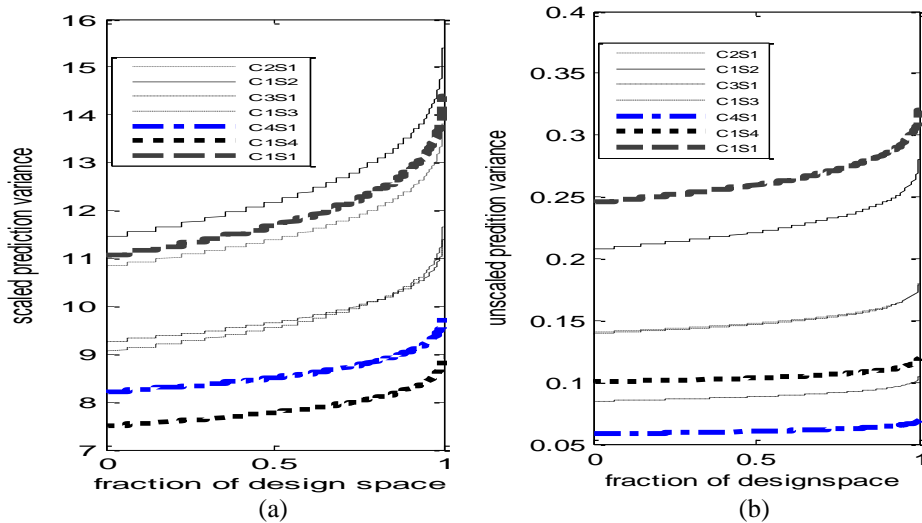 16
15
14
13
12
11
10
9
8
7
0
0.5
1
scaled prediction variance
fraction of design space
C2S1
C1S2
C3S1
C1S3
C4S1
C1S4
C1S1
(a)
0.4
0.35
0.3
0.25
0.2
0.15
0.1
0.05
0
0.5
1
unscaled predition variance
fraction of designspace
C2S1
C1S2
C3S1
C1S3
C4S1
C1S4
C1S1
(b)